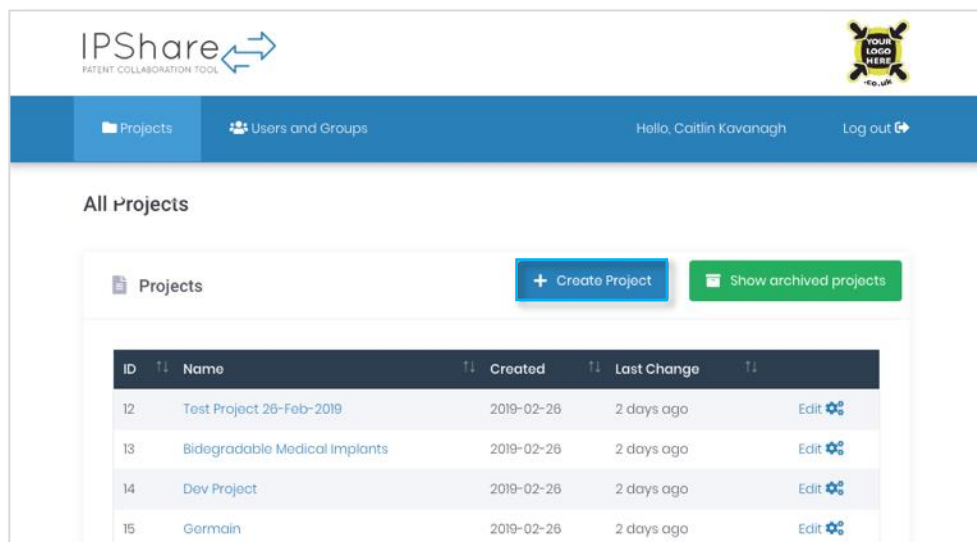 IPShare
PATENT COLLABORATION TOOL
YOUR
LOGO
HERE
.co.uk
Projects Users and Groups Hello, Caitlin Kavanagh Log out
All Projects
Projects + Create Project Show archived projects
ID Name Created Last Change
12 Test Project 26-Feb-2019 2019-02-26 2 days ago Edit
13 Bidegradable Medical Implants 2019-02-26 2 days ago Edit
14 Dev Project 2019-02-26 2 days ago Edit
15 Germain 2019-02-26 2 days ago Edit